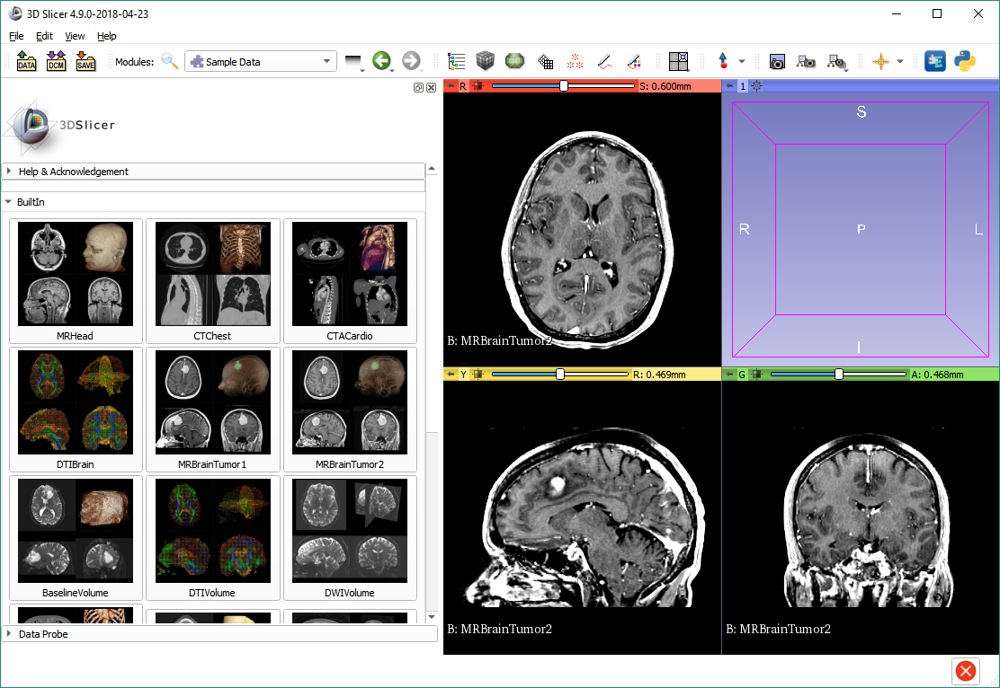 3D Slicer 4.9.0-2018-04-23
File Edit View Help
DATA DCM SAVE Modules: Sample Data
3DSlicer
Help & Acknowledgement
BuiltIn
MRHead CTChest CTACardio
DTIBrain MRBrainTumor1 MRBrainTumor2
BaselineVolume DTIVolume DWIVolume
Data Probe
R S: 0.600mm
B: MRBrainTumor2
1
S
R P L
I
Y R: 0.469mm
B: MRBrainTumor2
G A: 0.468mm
B: MRBrainTumor2